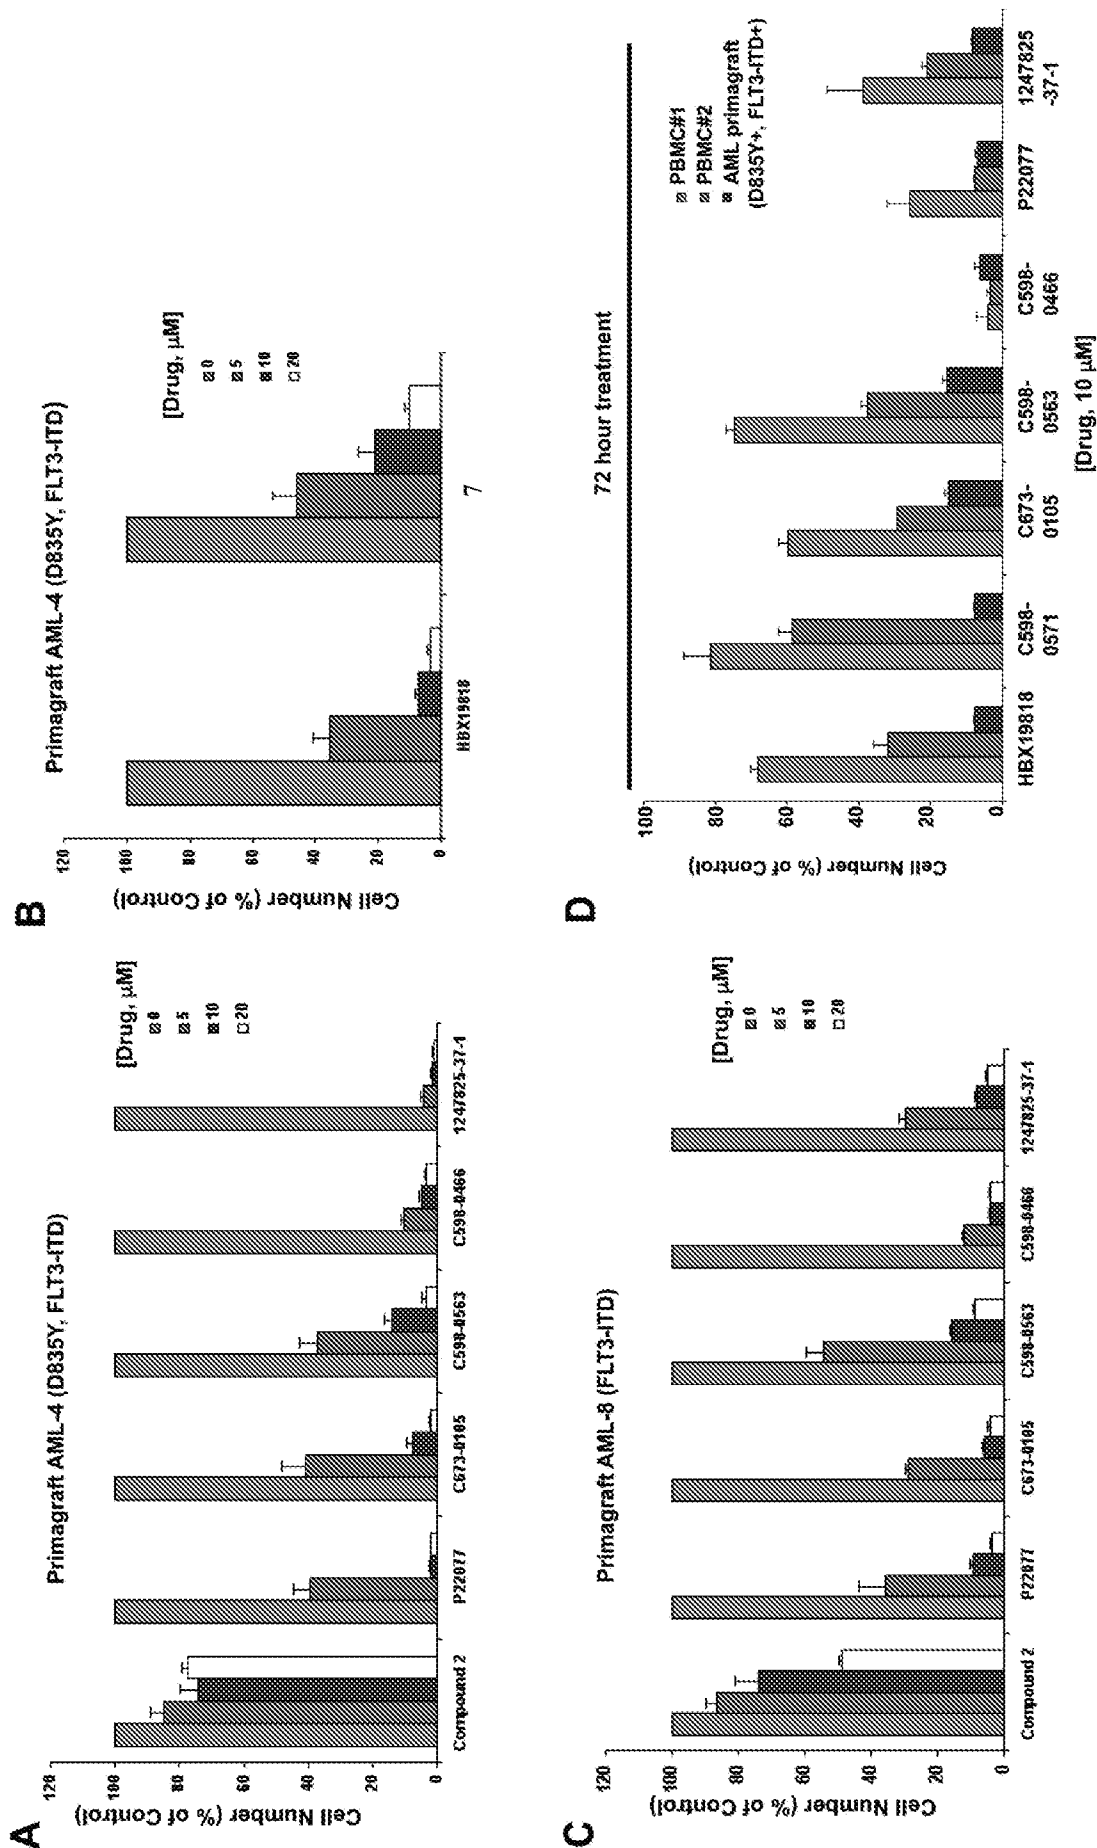 A
Primagraft AML-4 (D835Y, FLT3-ITD)
[Drug, µM]
0
5
10
20
Cell Number (% of Control)
120
100
80
60
40
20
0
Compound 2
P22077
C673-0105
C598-0563
C598-0466
1247825-37-1
B
Primagraft AML-4 (D835Y, FLT3-ITD)
[Drug, µM]
0
5
10
20
Cell Number (% of Control)
120
100
80
60
40
20
0
HBX19818
7
C
Primagraft AML-8 (FLT3-ITD)
[Drug, µM]
0
5
10
20
Cell Number (% of Control)
120
100
80
60
40
20
0
Compound 2
P22077
C673-0105
C598-0563
C598-0466
1247825-37-1
D
72 hour treatment
PBMC#1
PBMC#2
AML primagraft
(D835Y+, FLT3-ITD+)
Cell Number (% of Control)
100
80
60
40
20
0
HBX19818
C598-
0571
C673-
0105
C598-
0563
C598-
0466
P22077
1247825
-37-1
[Drug, 10 µM]